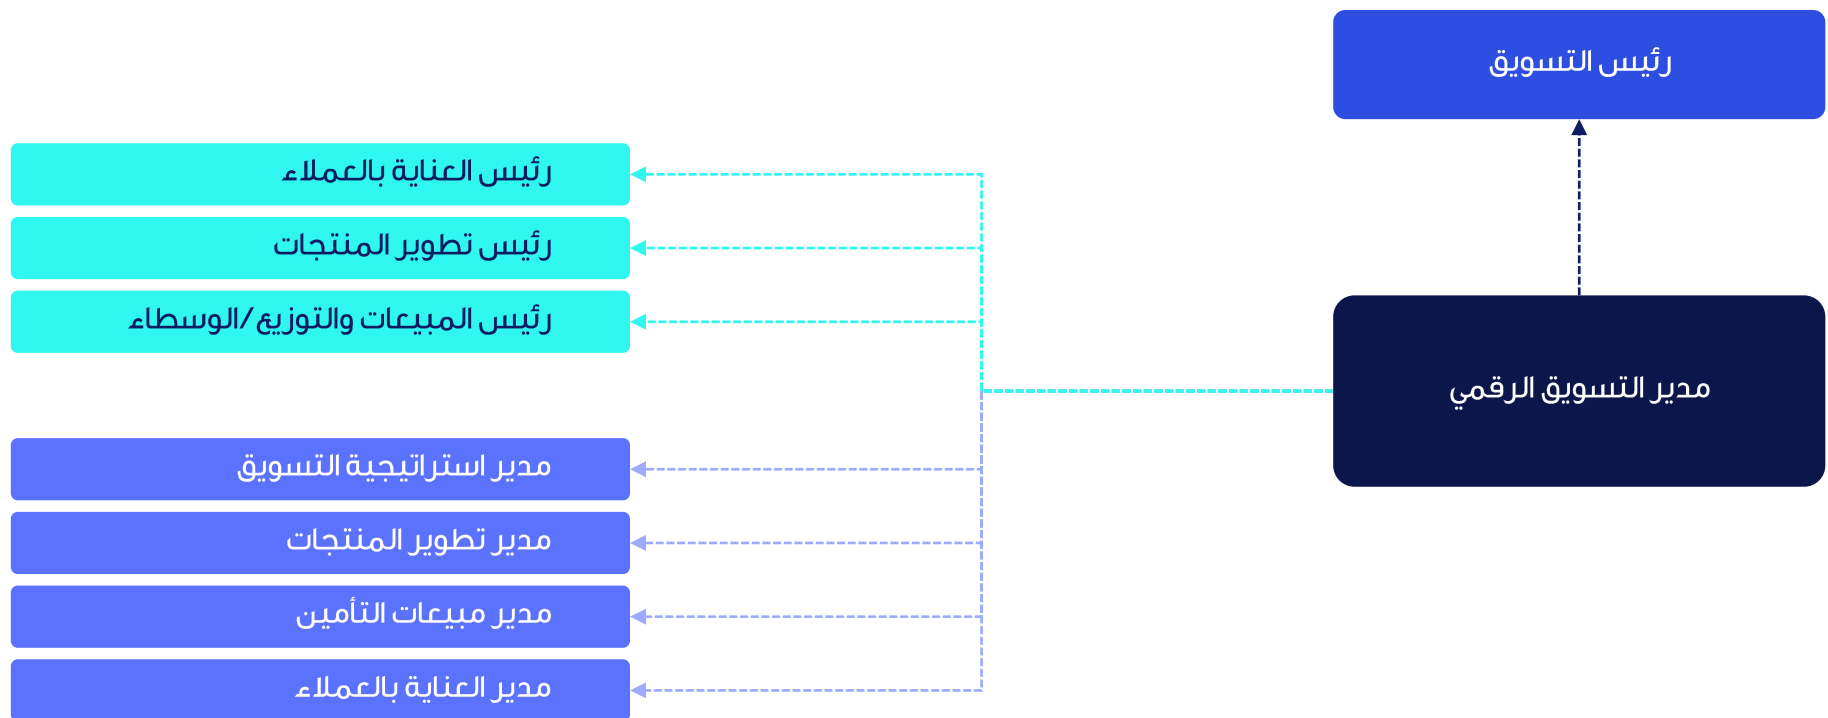 رئيس التسويق
مدير التسويق الرقمي
رئيس العناية بالعملاء
رئيس تطوير المنتجات
رئيس المبيعات والتوزيع/الوسطاء
مدير استراتيجية التسويق
مدير تطوير المنتجات
مدير مبيعات التأمين
مدير العناية بالعملاء